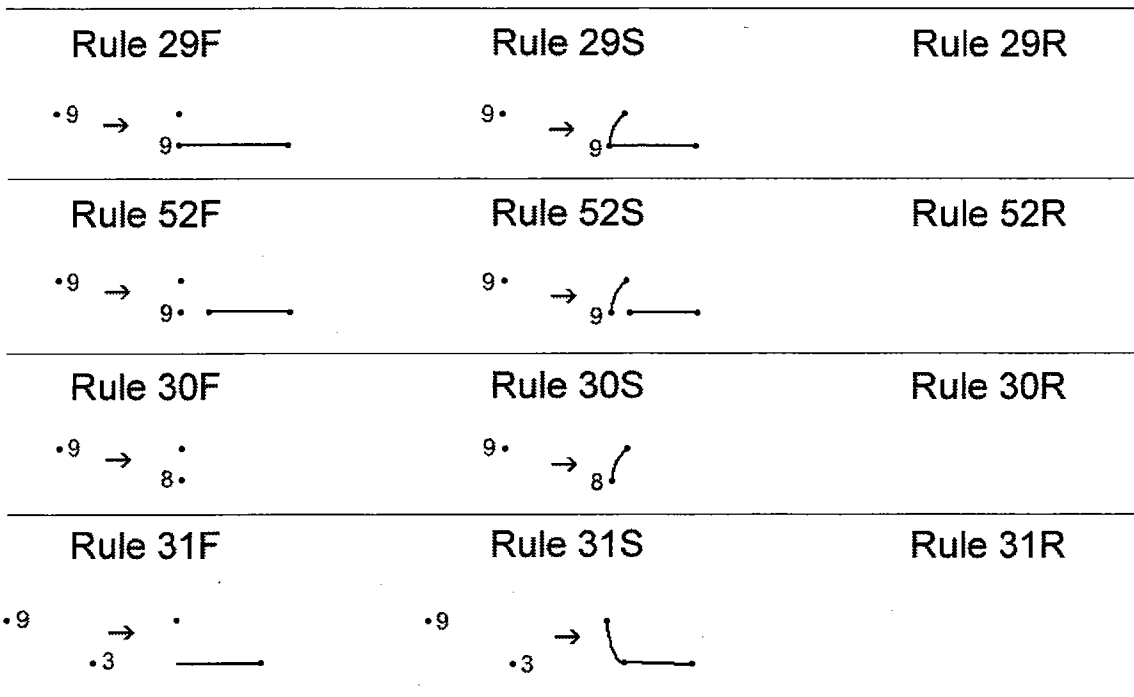 Rule 29F Rule 29S Rule 29R
9 → 9 9 → 9
Rule 52F Rule 52S Rule 52R
9 → 9 9 → 9
Rule 30F Rule 30S Rule 30R
9 → 8 9 → 8
Rule 31F Rule 31S Rule 31R
9 → 9 →
3 3